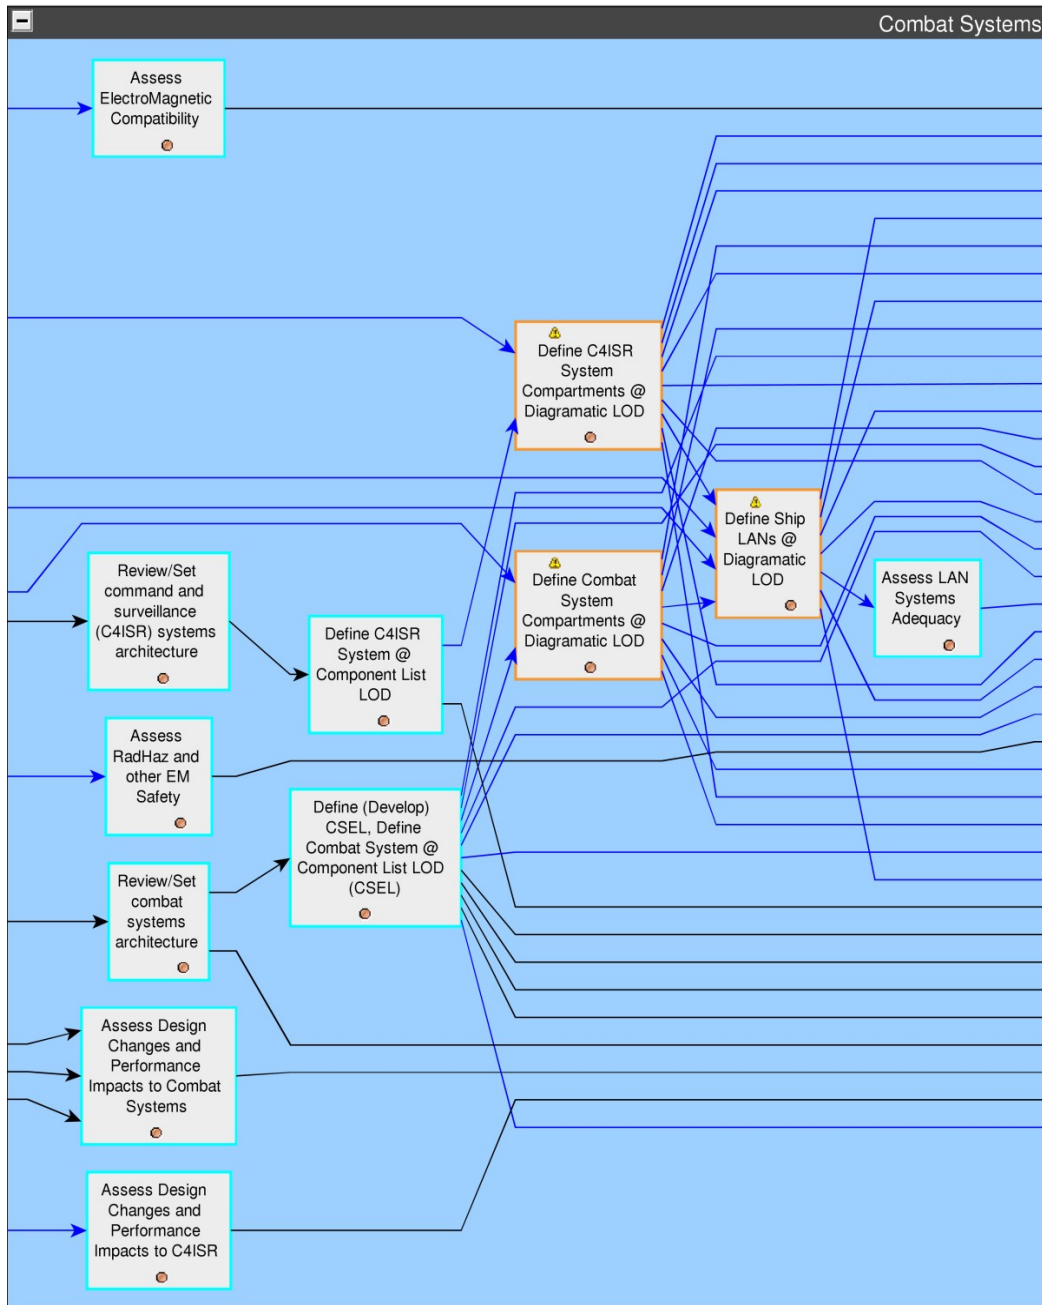 Combat Systems
Assess
ElectroMagnetic
Compatibility
Define C4ISR
System
Compartments @
Diagramatic LOD
Define Ship
LANs @
Diagramatic
LOD
Review/Set
command and
surveillance
(C4ISR) systems
architecture
Define Combat
System
Compartments @
Diagramatic LOD
Assess LAN
Systems
Adequacy
Define C4ISR
System @
Component List
LOD
Assess
RadHaz and
other EM
Safety
Define (Develop)
CSEL, Define
Combat System @
Component List LOD
(CSEL)
Review/Set
combat
systems
architecture
Assess Design
Changes and
Performance
Impacts to Combat
Systems
Assess Design
Changes and
Performance
Impacts to C4ISR